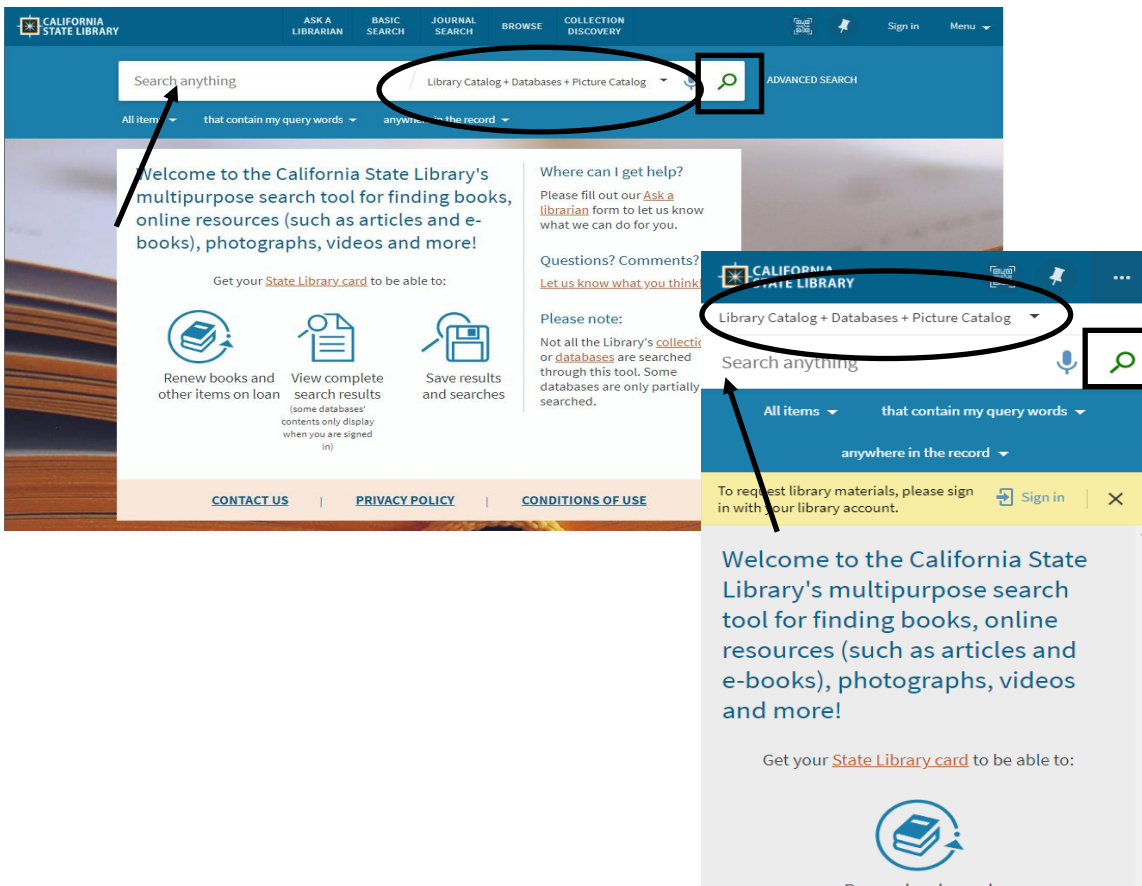 CALIFORNIA
STATE LIBRARY
ASK A
LIBRARIAN
BASIC
SEARCH
JOURNAL
SEARCH
BROWSE
COLLECTION
DISCOVERY
Sign in
Menu
Search anything
/ Library Catalog + Databases + Picture Catalog
ADVANCED SEARCH
All items
that contain my query words
anywhere in the record
Welcome to the California State Library's
multipurpose search tool for finding books,
online resources (such as articles and e-
books), photographs, videos and more!
Get your State Library card to be able to:
Renew books and
other items on loan
View complete
search results
(some databases'
contents only display
when you are signed
in)
Save results
and searches
Where can I get help?
Please fill out our Ask a
librarian form to let us know
what we can do for you.
Questions? Comments?
Let us know what you think
Please note:
Not all the Library's
or databases are searched
through this tool. Some
databases are only partially
searched.
CONTACT US | PRIVACY POLICY | CONDITIONS OF USE
CALIFORNIA
STATE LIBRARY
Library Catalog + Databases + Picture Catalog
Search anything
All items
that contain my query words
anywhere in the record
To request library materials, please sign
in with your library account.
Sign in
Welcome to the California State
Library's multipurpose search
tool for finding books, online
resources (such as articles and
e-books), photographs, videos
and more!
Get your State Library card to be able to: